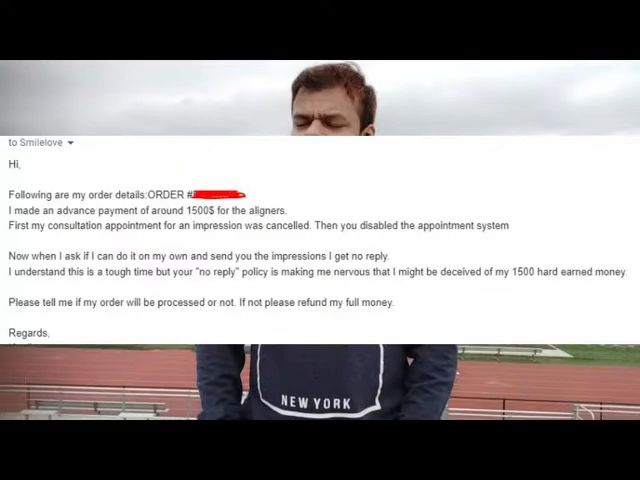 to Smilelove
Hi,
Following are my order details:ORDER #
I made an advance payment of around 1500$ for the aligners.
First my consultation appointment for an impression was cancelled. Then you disabled the appointment system
Now when I ask if I can do it on my own and send you the impressions I get no reply.
I understand this is a tough time but your "no reply" policy is making me nervous that I might be deceived of my 1500 hard earned money.
Please tell me if my order will be processed or not. If not please refund my full money.
Regards,
NEW YORK